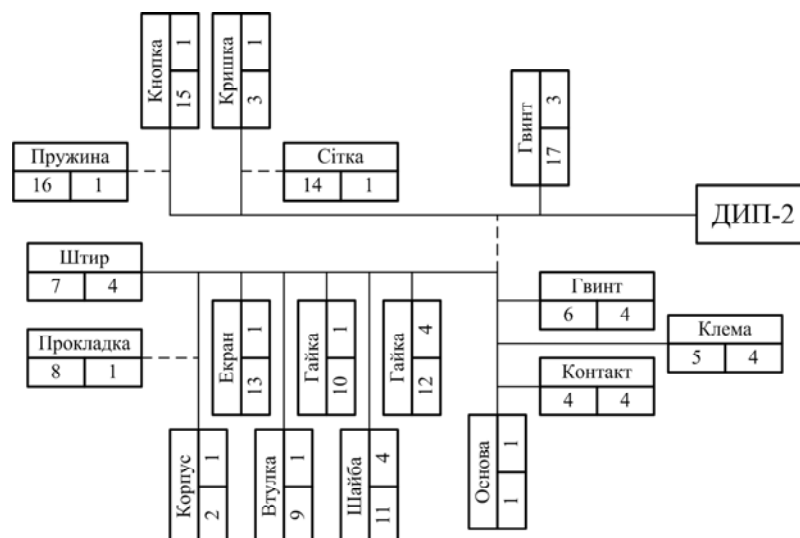 Кнопка 15 1
Кришка 3 1
Гвинт 17 3
Пружина
16 1
Сітка
14 1
ДИП-2
Штир
7 4
Гвинт
6 4
Клема
5 4
Прокладка
8 1
Контакт
4 4
Екран 13 1
Гайка 10 1
Гайка 12 4
Корпус 2 1
Втулка 9 1
Шайба 11 4
Основа 1 1